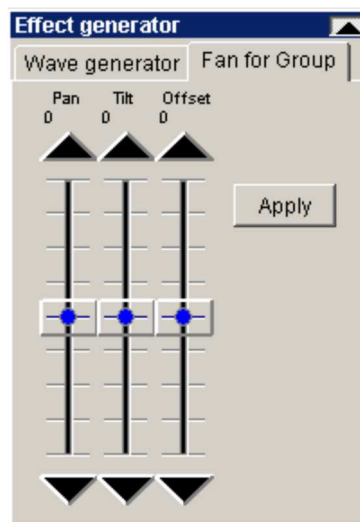 Effect generator
Wave generator Fan for Group
Pan Tilt Offset
0 0 0
Apply